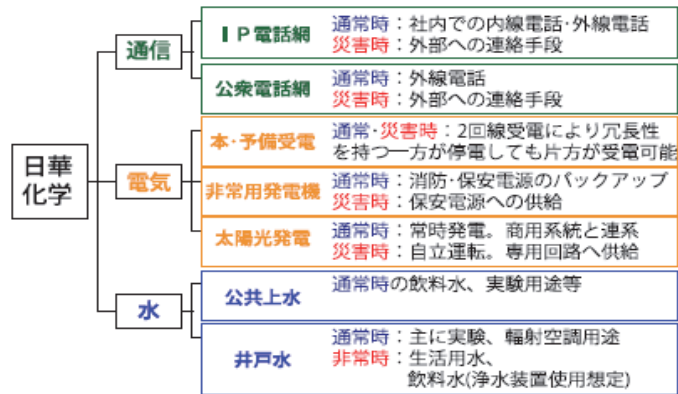 日華
化学
通信
ＩＰ電話網
通常時：社内での内線電話･外線電話
災害時：外部への連絡手段
公衆電話網
通常時：外線電話
災害時：外部への連絡手段
電気
本･予備受電
通常･災害時：2回線受電により冗長性
を持つ一方が停電しても片方が受電可能
非常用発電機
通常時：消防･保安電源のバックアップ
災害時：保安電源への供給
太陽光発電
通常時：常時発電。商用系統と連系
災害時：自立運転。専用回路へ供給
水
公共上水
通常時の飲料水、実験用途等
井戸水
通常時：主に実験、輻射空調用途
非常時：生活用水、
飲料水(浄水装置使用想定)